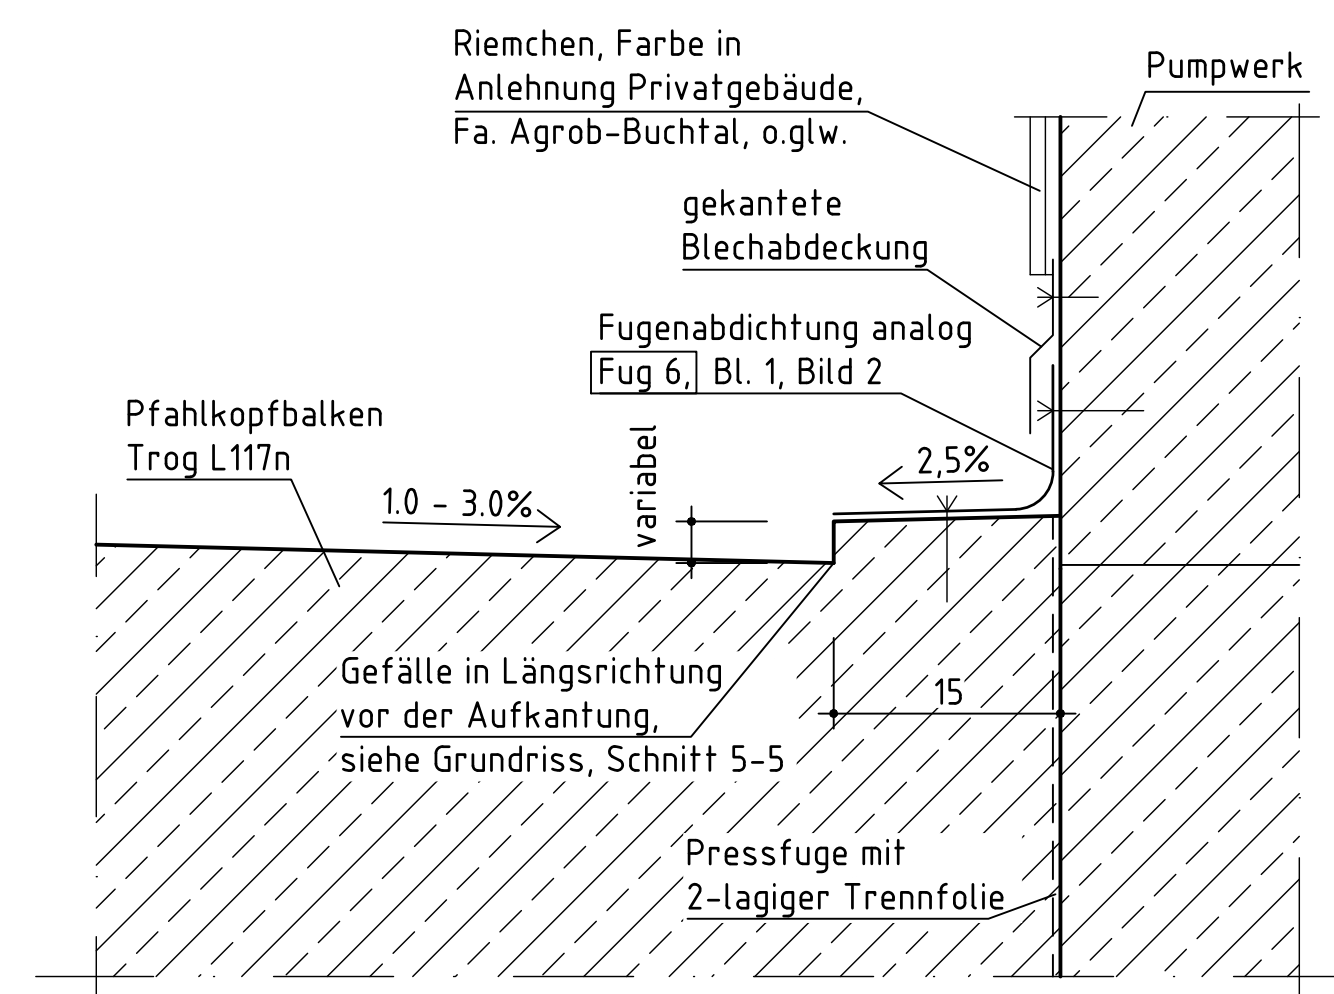 Riemchen, Farbe in
Anlehnung Privatgebäude,
Fa. Agrob-Buchtal, o.glw.
Pumpwerk
gekantete
Blechabdeckung
Fugenabdichtung analog
Fug 6, Bl. 1, Bild 2
Pfahlkopfbalken
Trog L117n
variabel
2,5%
1.0 - 3.0%
Gefälle in Längsrichtung
vor der Aufkantung,
siehe Grundriss, Schnitt 5-5
15
Pressfuge mit
2-lagiger Trennfolie